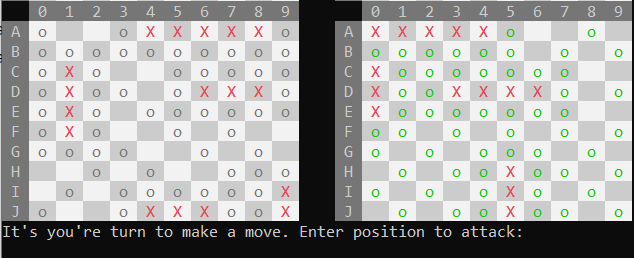 0 1 2 3 4 5 6 7 8 9 0 1 2 3 4 5 6 7 8 9
A o o X X X X X o A X X X X X o o
B o o o o o o o o o o B o o o o o o o o
C o X o o o o o o C X o o o o o o o
D o X o o o X X X o D X o o X X X X o o
E o X o o o o o o o E X o o o o o o o
F o X o o o F o o o o o o o
G o o o o o o G o o o o o o
H o o o o o H o o o X o o
I o o o o o o o X I o o X o o
J o o X X X o o X J o o X o o
It's you're turn to make a move. Enter position to attack: